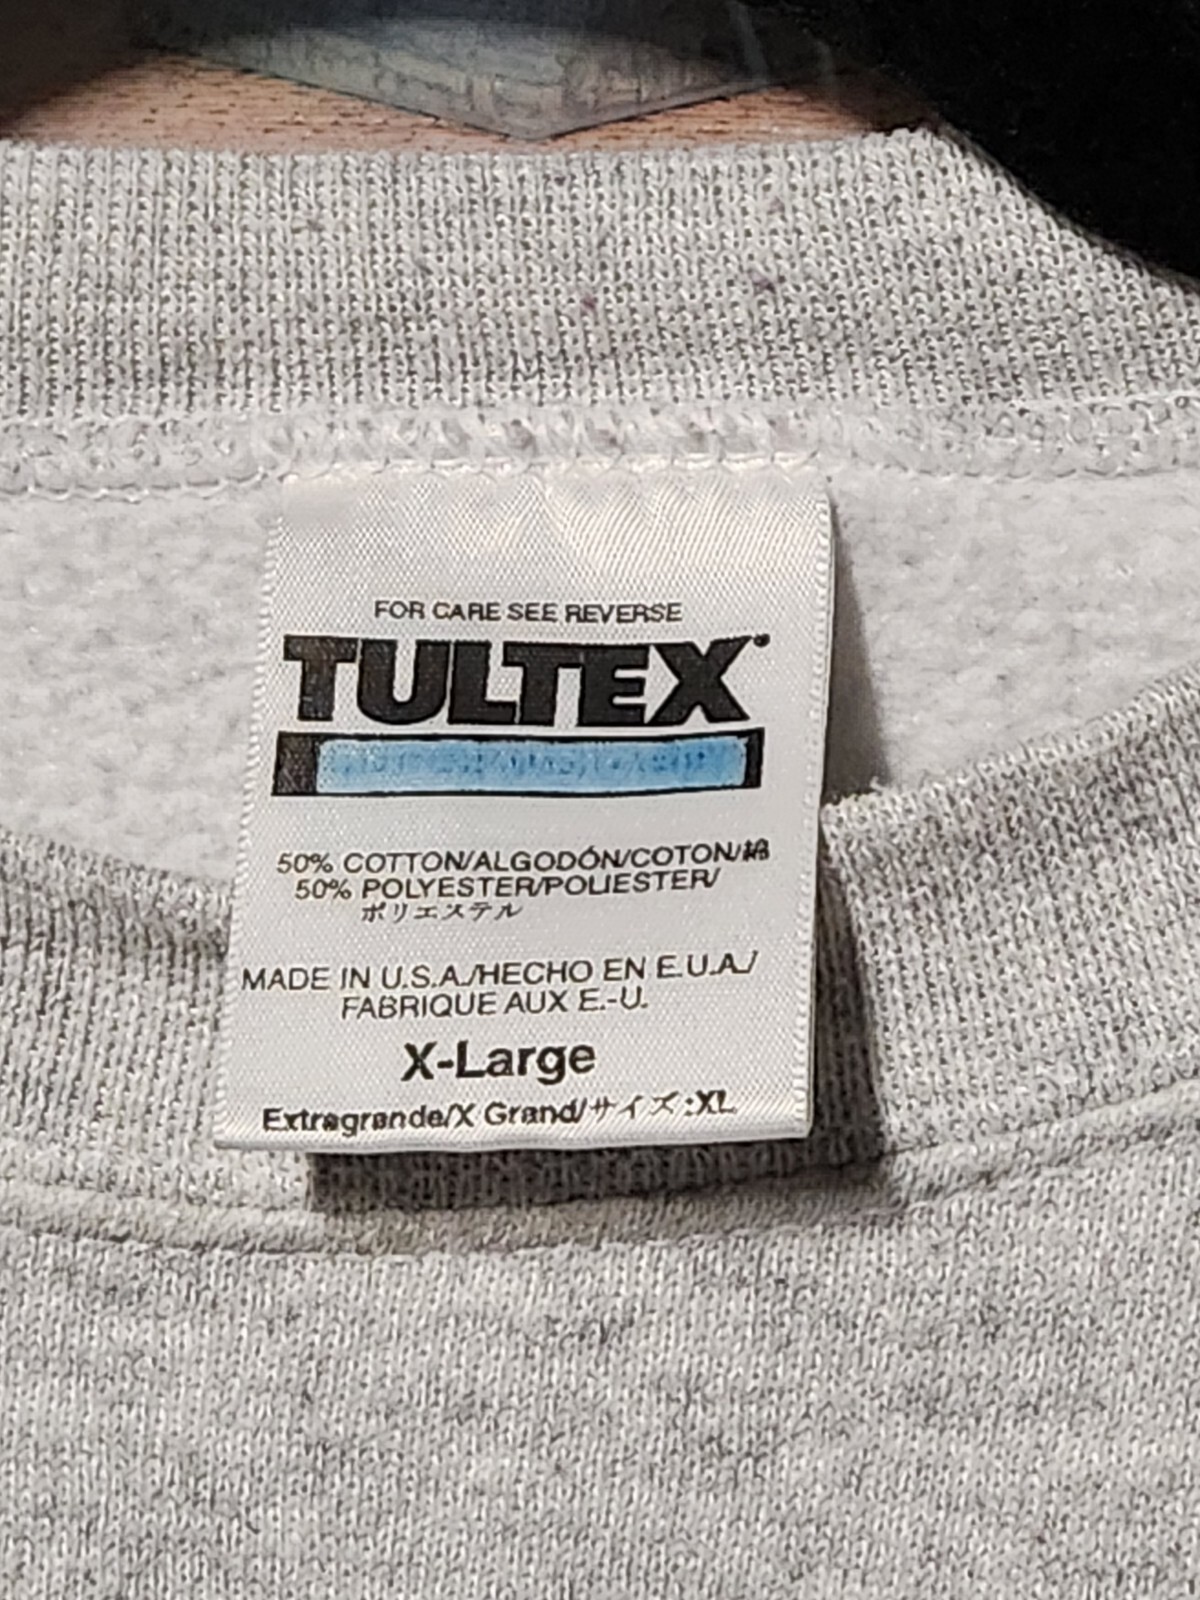 FOR CARE SEE REVERSE
TULTEX®
50% COTTON/ALGODÓN/COTON/綿
50% POLYESTER/POLIESTER/
ポリエステル
MADE IN U.S.A./HECHO EN E.U.A./
FABRIQUE AUX E.-U.
X-Large
Extragrande/X Grand/サイズ:XL